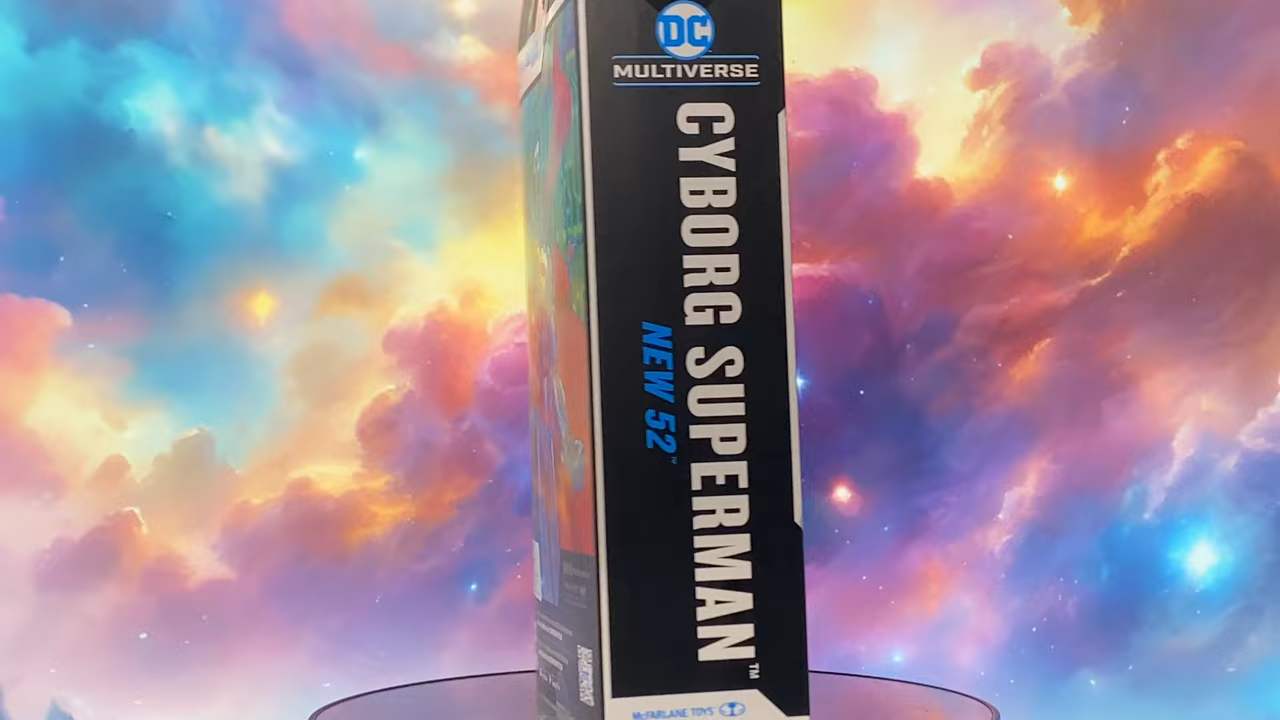 DC
MULTIVERSE
CYBORG SUPERMAN™
NEW 52™
McFARLANE TOYS